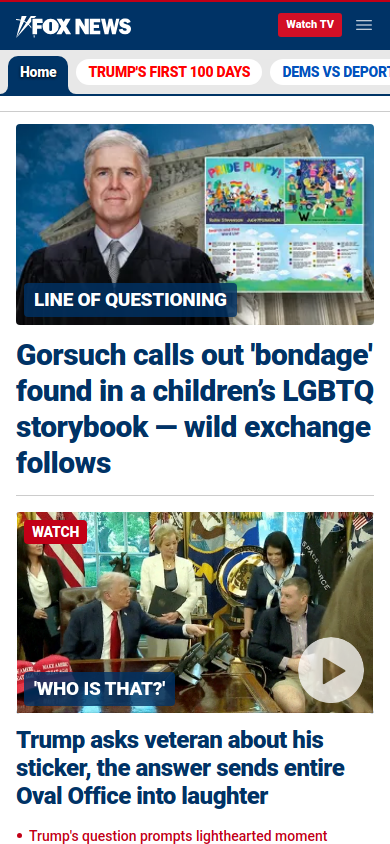 FOX NEWS
Watch TV
Home
TRUMP'S FIRST 100 DAYS
DEMS VS DEPORT
PRIDE PUPPY!
LINE OF QUESTIONING
Gorsuch calls out 'bondage'
found in a children’s LGBTQ
storybook — wild exchange
follows
WATCH
SPACE FORCE
'WHO IS THAT?'
Trump asks veteran about his
sticker, the answer sends entire
Oval Office into laughter
Trump's question prompts lighthearted moment